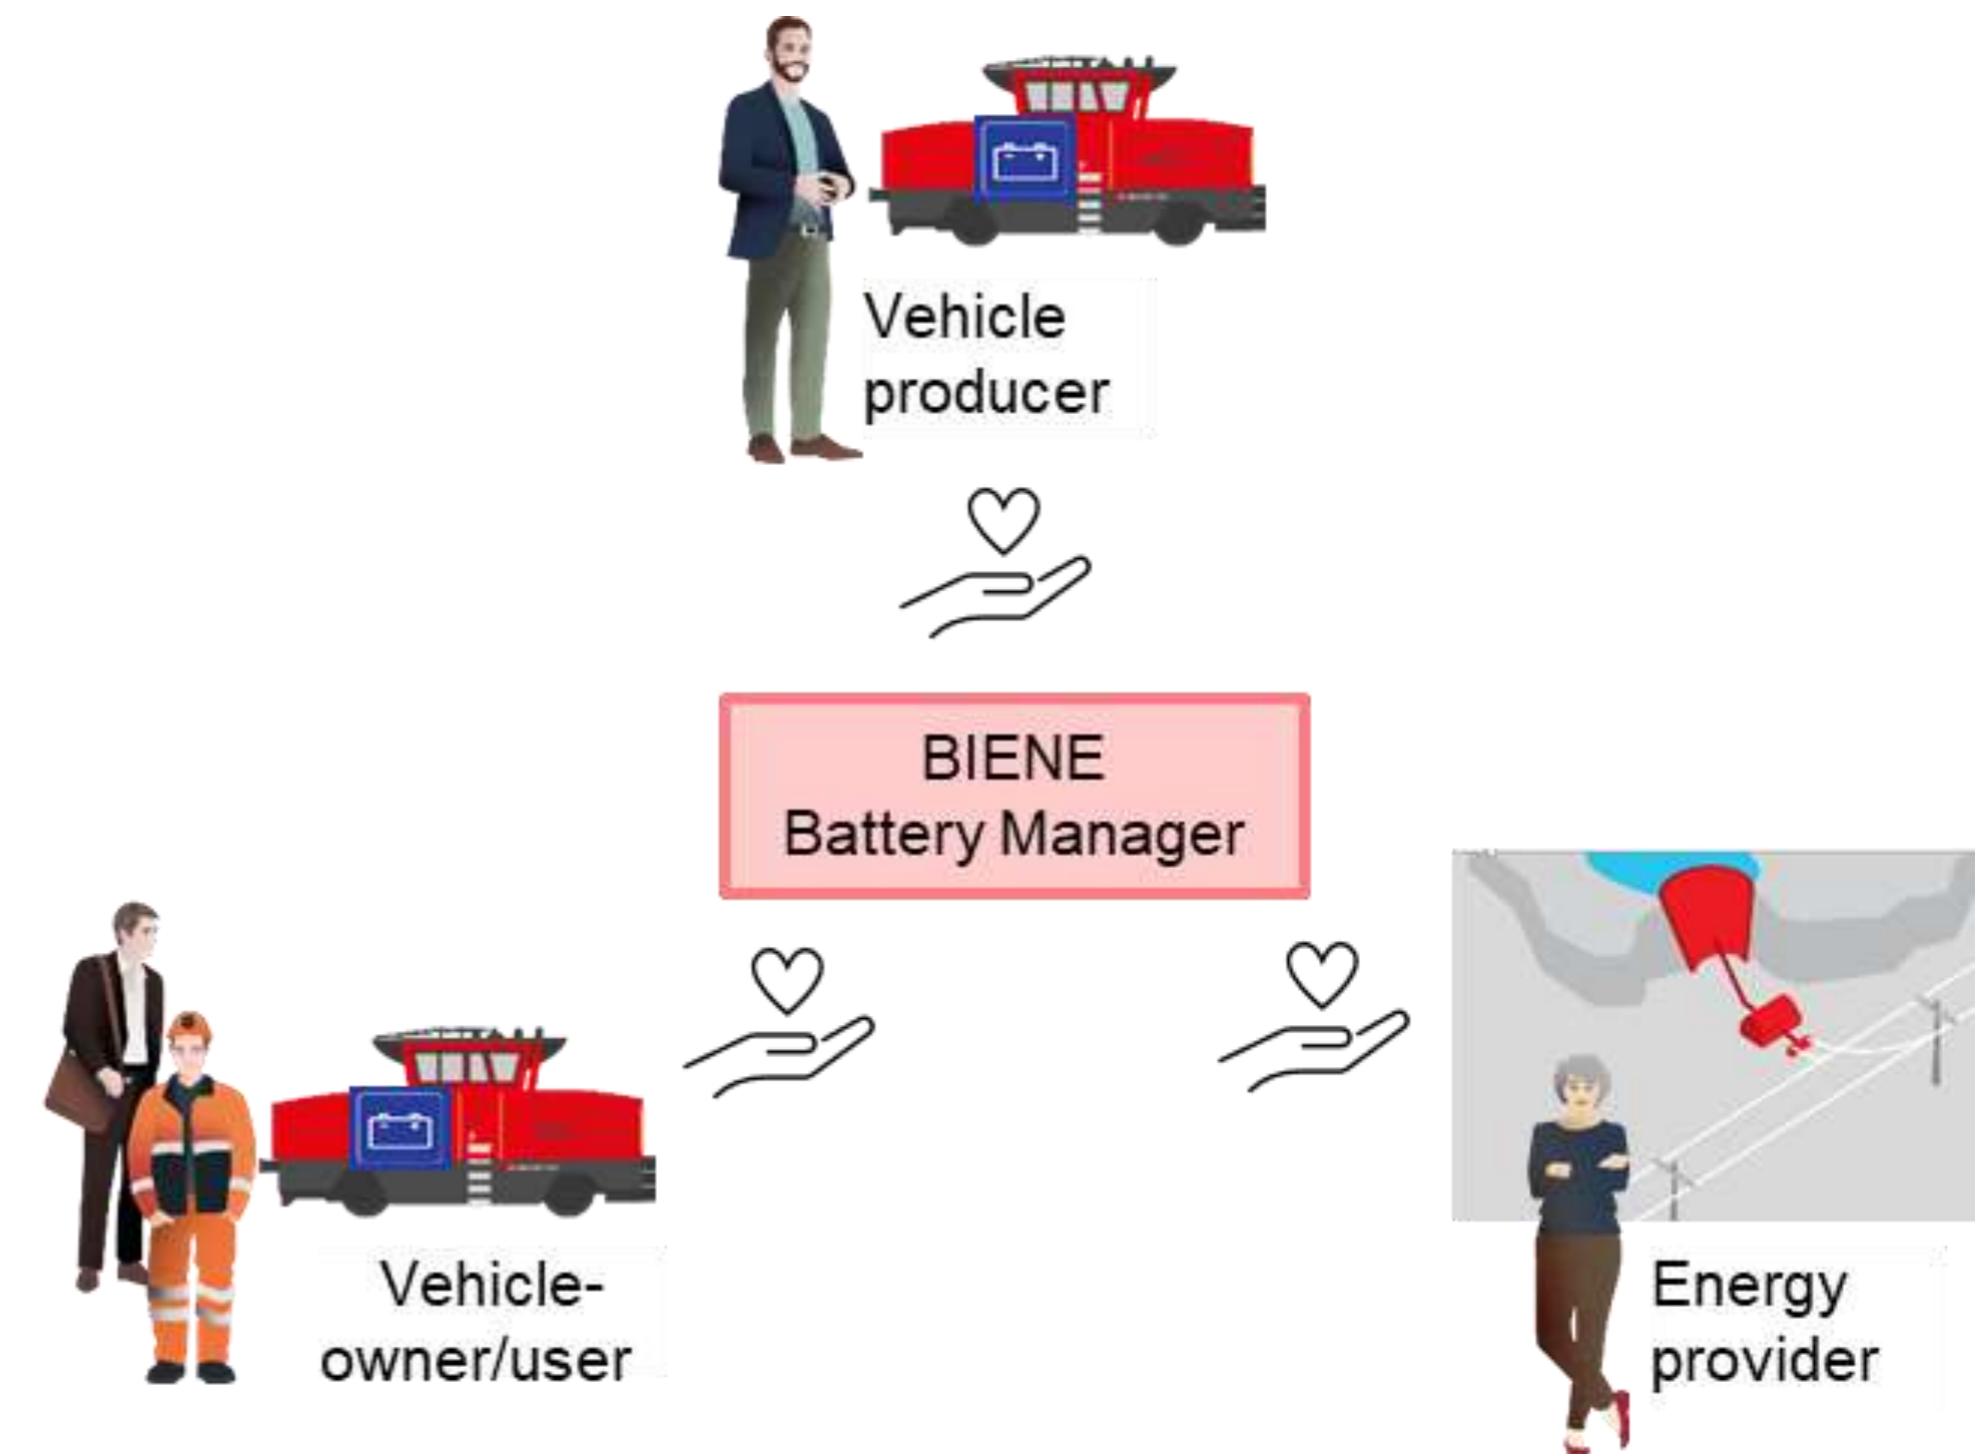 Vehicle
producer
BIENE
Battery Manager
Vehicle-
owner/user
Energy
provider